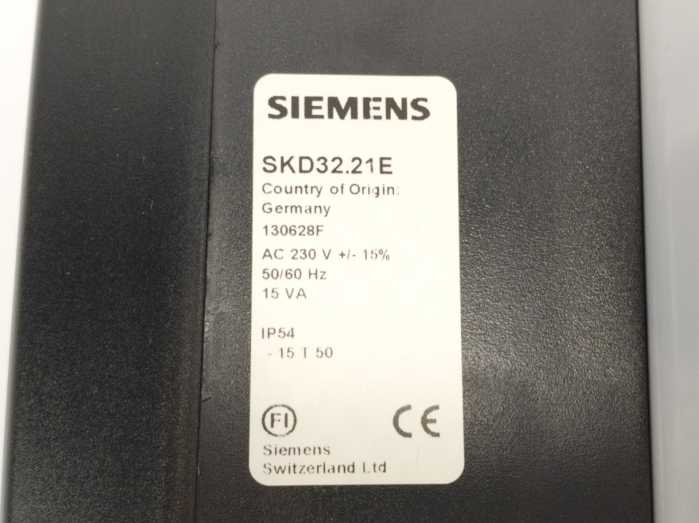 SIEMENS
SKD32.21E
Country of Origin:
Germany
130628F
AC 230 V +/- 15%
50/60 Hz
15 VA
IP54
- 15 T 50
FI CE
Siemens
Switzerland Ltd